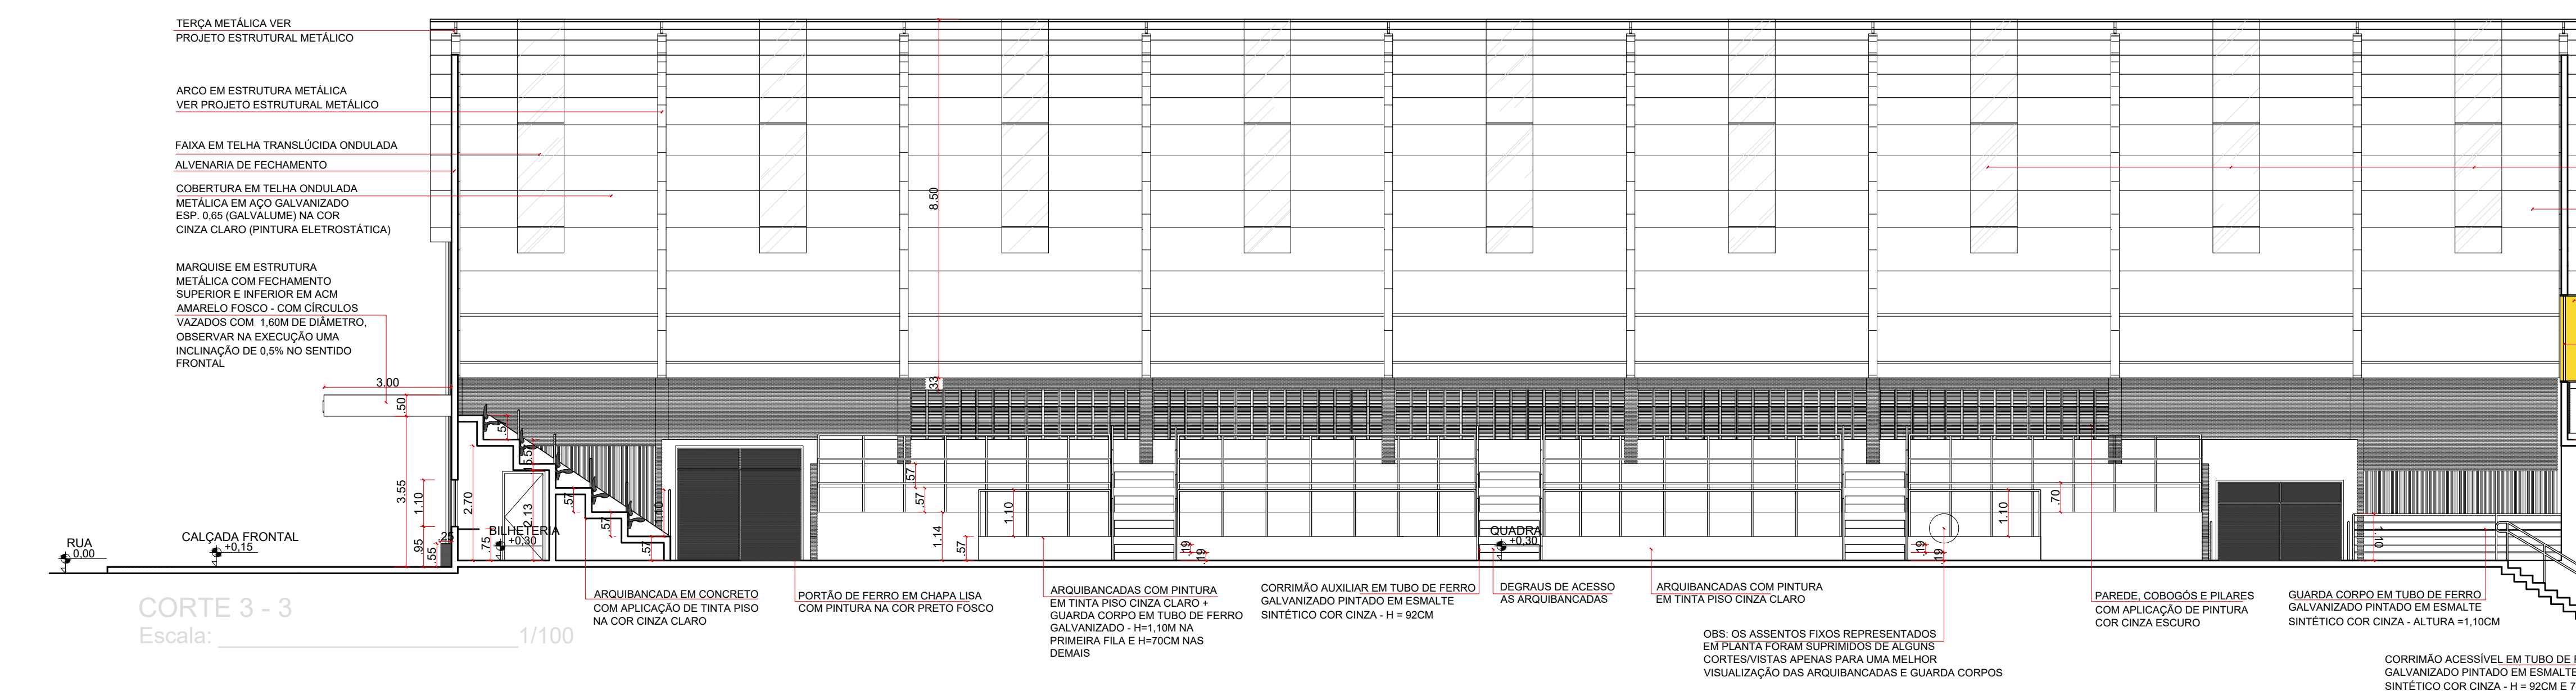 TERÇA METÁLICA VER
PROJETO ESTRUTURAL METÁLICO
ARCO EM ESTRUTURA METÁLICA
VER PROJETO ESTRUTURAL METÁLICO
FAIXA EM TELHA TRANSLÚCIDA ONDULADA
ALVENARIA DE FECHAMENTO
COBERTURA EM TELHA ONDULADA
METÁLICA EM AÇO GALVANIZADO
ESP. 0,65 (GALVALUME) NA COR
CINZA CLARO (PINTURA ELETROSTÁTICA)
MARQUISE EM ESTRUTURA
METÁLICA COM FECHAMENTO
SUPERIOR E INFERIOR EM ACM
AMARELO FOSCO - COM CÍRCULOS
VAZADOS COM 1,60M DE DIÂMETRO,
OBSERVAR NA EXECUÇÃO UMA
INCLINAÇÃO DE 0,5% NO SENTIDO
FRONTAL
3.00
.50
3.55
1.10
.95
.55
.25
2.70
.75
2.13
.57
.57
.57
.57
1.10
8.50
.33
.57
.57
1.14
.57
1.10
.19
.19
.19
.19
1.10
.70
1.10
RUA
0.00
CALÇADA FRONTAL
+0,15
BILHETERIA
+0,30
QUADRA
+0,30
CORTE 3 - 3
Escala: 1/100
ARQUIBANCADA EM CONCRETO
COM APLICAÇÃO DE TINTA PISO
NA COR CINZA CLARO
PORTÃO DE FERRO EM CHAPA LISA
COM PINTURA NA COR PRETO FOSCO
ARQUIBANCADAS COM PINTURA
EM TINTA PISO CINZA CLARO +
GUARDA CORPO EM TUBO DE FERRO
GALVANIZADO - H=1,10M NA
PRIMEIRA FILA E H=70CM NAS
DEMAIS
CORRIMÃO AUXILIAR EM TUBO DE FERRO
GALVANIZADO PINTADO EM ESMALTE
SINTÉTICO COR CINZA - H = 92CM
DEGRAUS DE ACESSO
AS ARQUIBANCADAS
ARQUIBANCADAS COM PINTURA
EM TINTA PISO CINZA CLARO
OBS: OS ASSENTOS FIXOS REPRESENTADOS
EM PLANTA FORAM SUPRIMIDOS DE ALGUNS
CORTES/VISTAS APENAS PARA UMA MELHOR
VISUALIZAÇÃO DAS ARQUIBANCADAS E GUARDA CORPOS
PAREDE, COBOGÓS E PILARES
COM APLICAÇÃO DE PINTURA
COR CINZA ESCURO
GUARDA CORPO EM TUBO DE FERRO
GALVANIZADO PINTADO EM ESMALTE
SINTÉTICO COR CINZA - ALTURA =1,10CM
CORRIMÃO ACESSÍVEL EM TUBO DE
GALVANIZADO PINTADO EM ESMALTE
SINTÉTICO COR CINZA - H = 92CM E 7